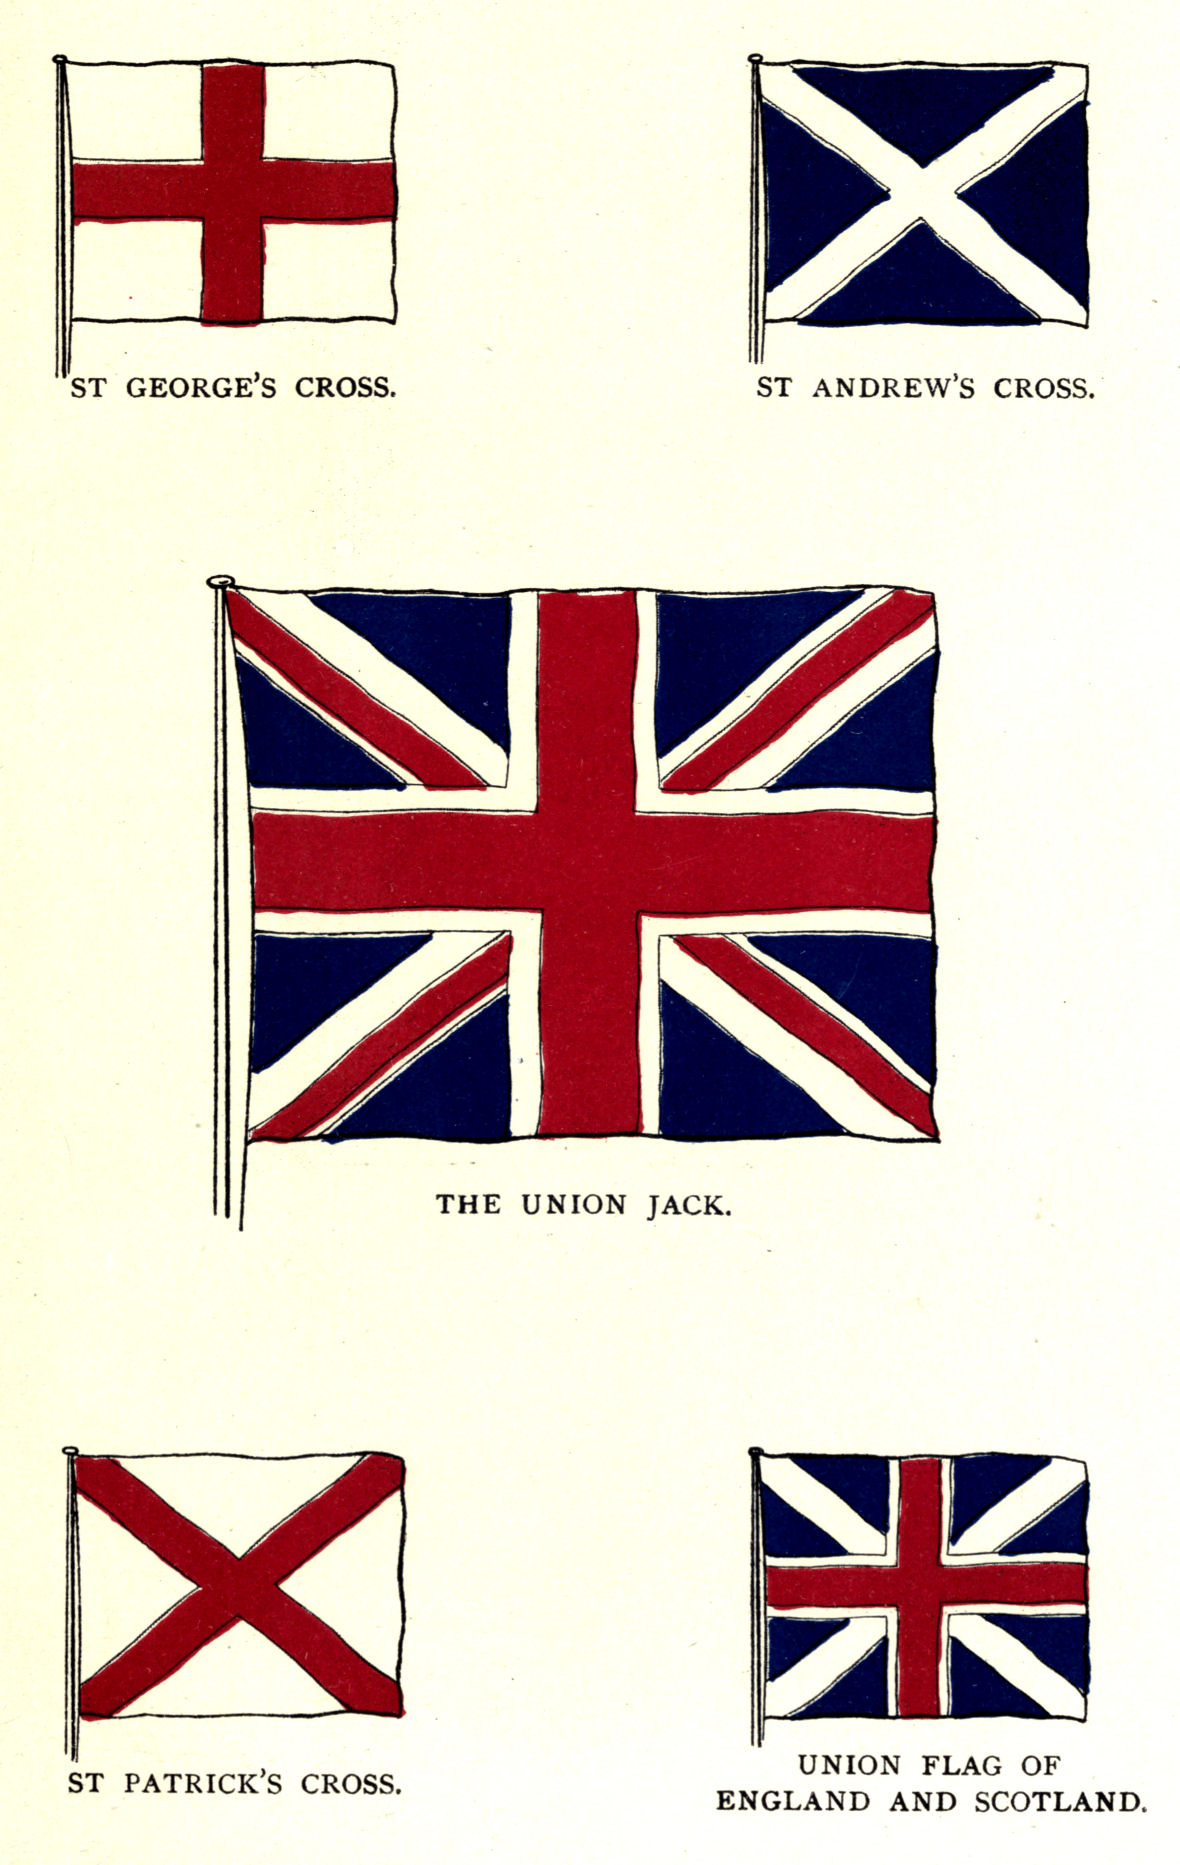 ST GEORGE'S CROSS.
ST ANDREW'S CROSS.
THE UNION JACK.
ST PATRICK'S CROSS.
UNION FLAG OF
ENGLAND AND SCOTLAND.